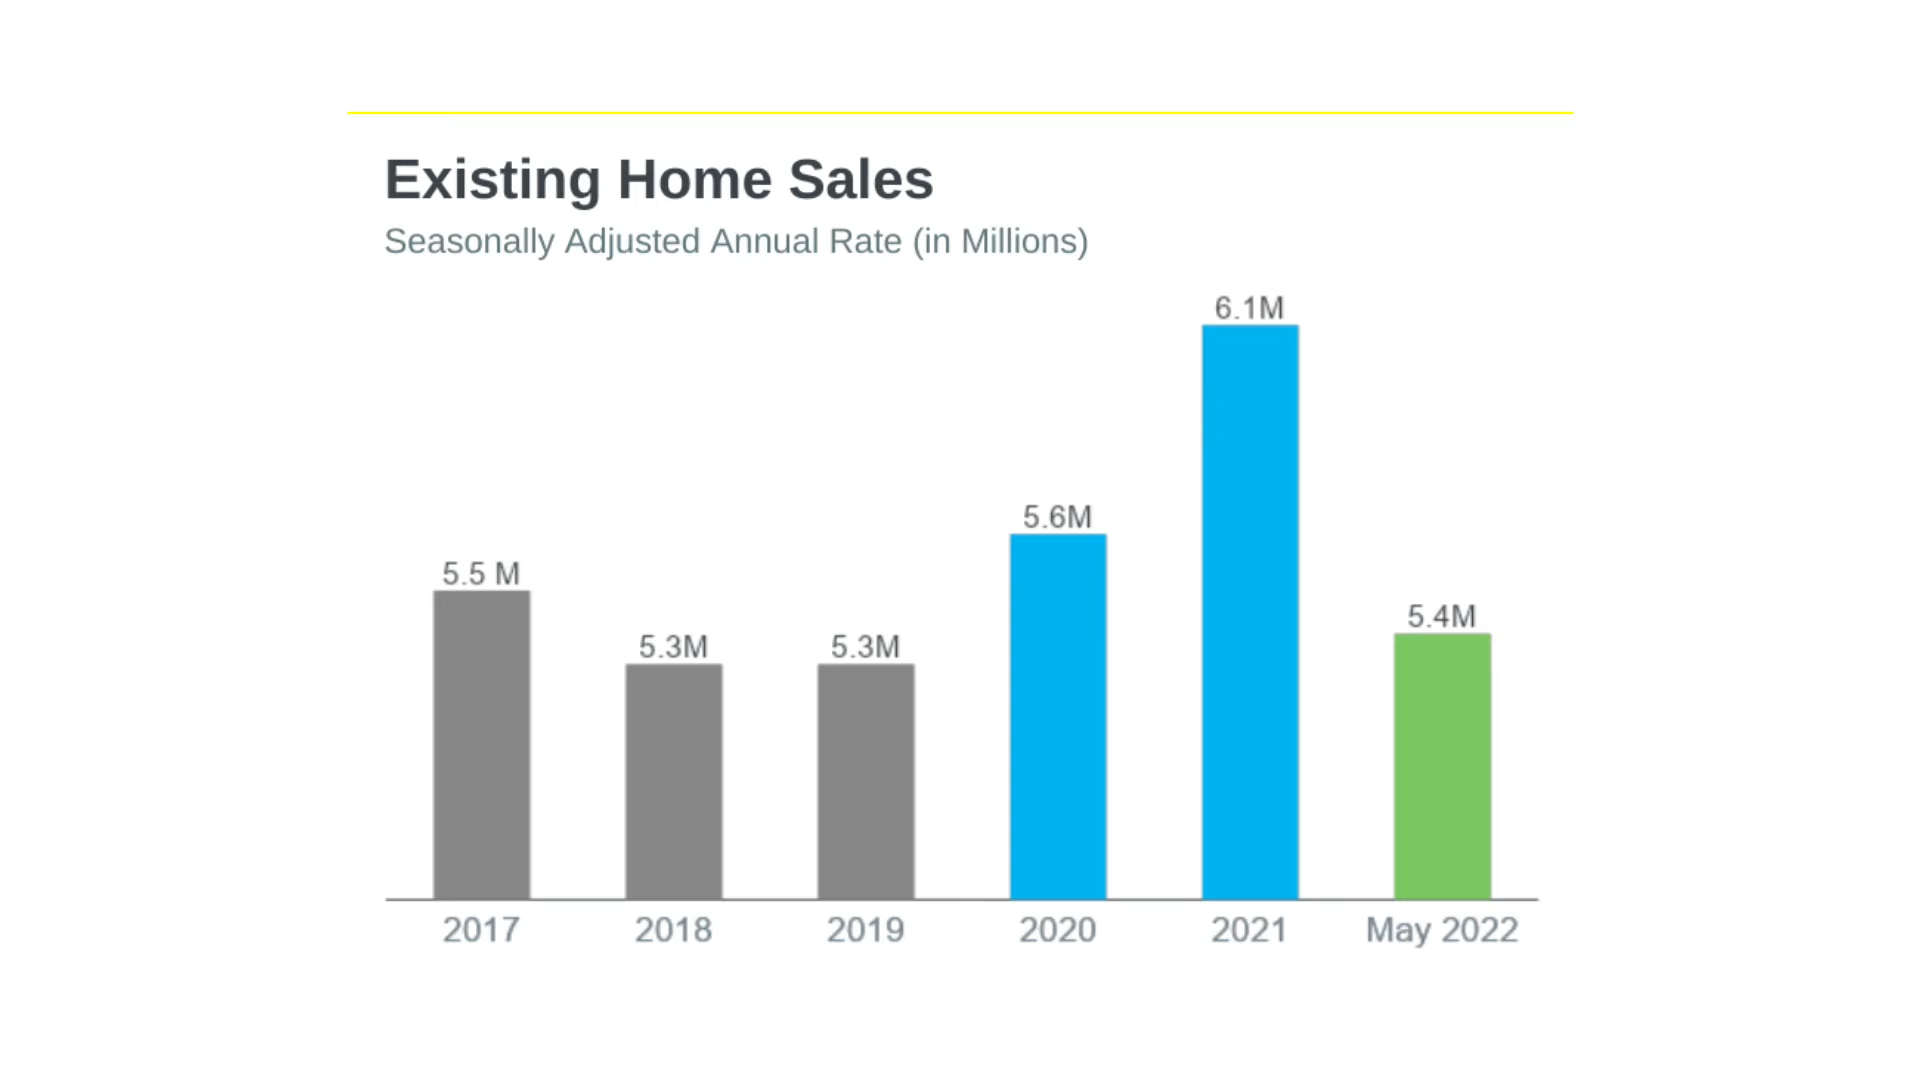 Existing Home Sales
Seasonally Adjusted Annual Rate (in Millions)
6.1M
5.6M
5.5 M
5.4M
5.3M 5.3M
2017 2018 2019 2020 2021 May 2022